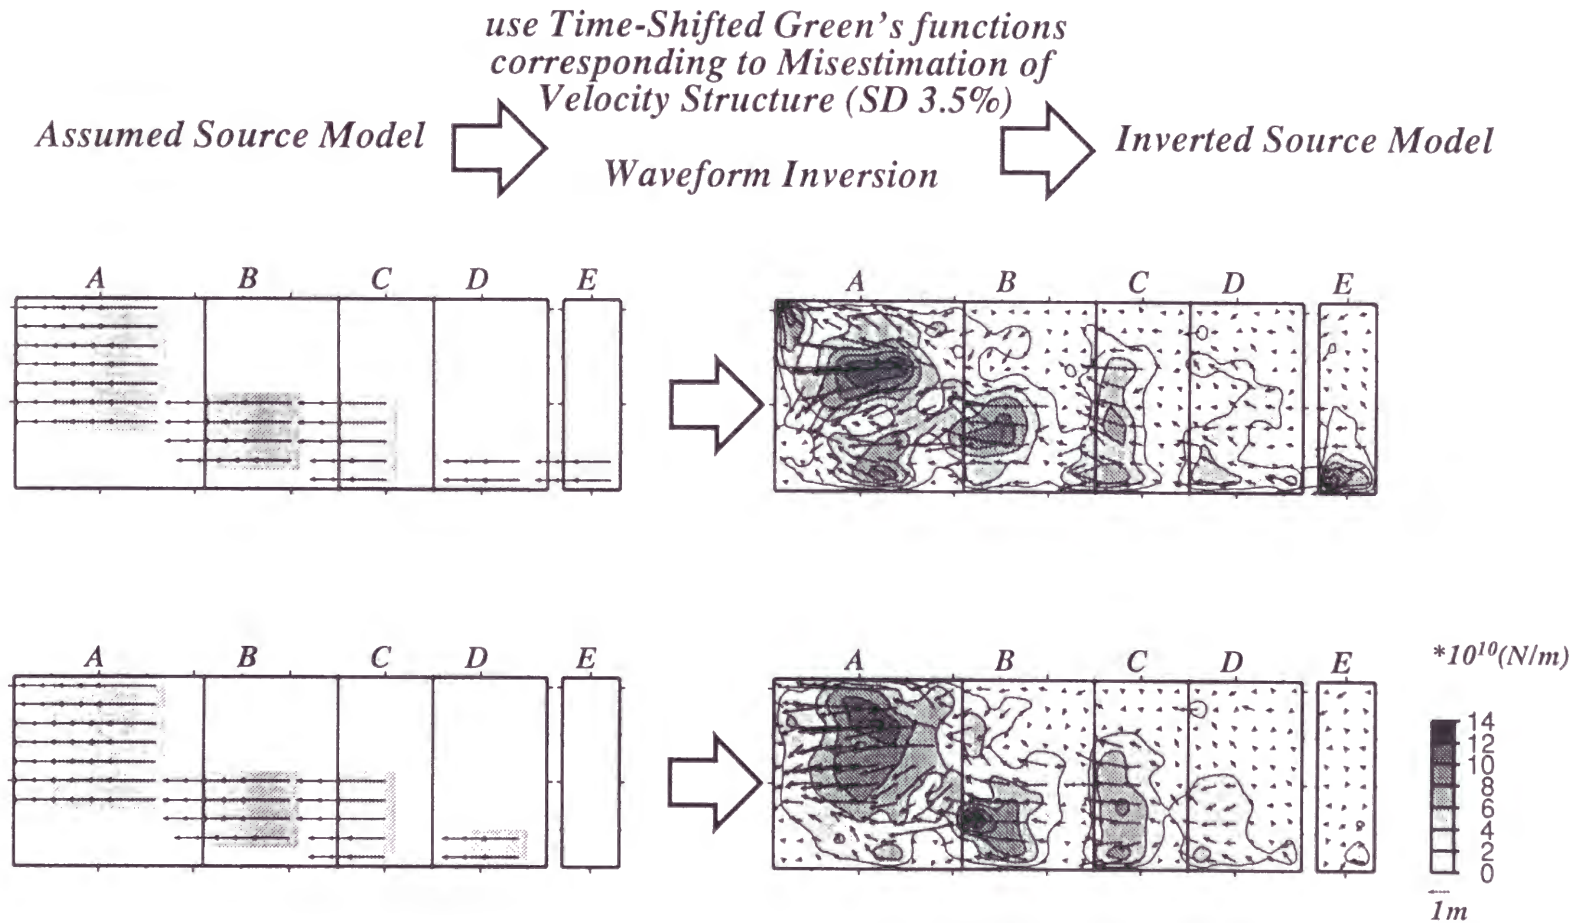 use Time-Shifted Green's functions
corresponding to Misestimation of
Velocity Structure (SD 3.5%)
Assumed Source Model
Waveform Inversion
Inverted Source Model
A B C D E
A B C D E
A B C D E
A B C D E
*10¹⁰(N/m)
14
12
10
8
6
4
2
0
1m